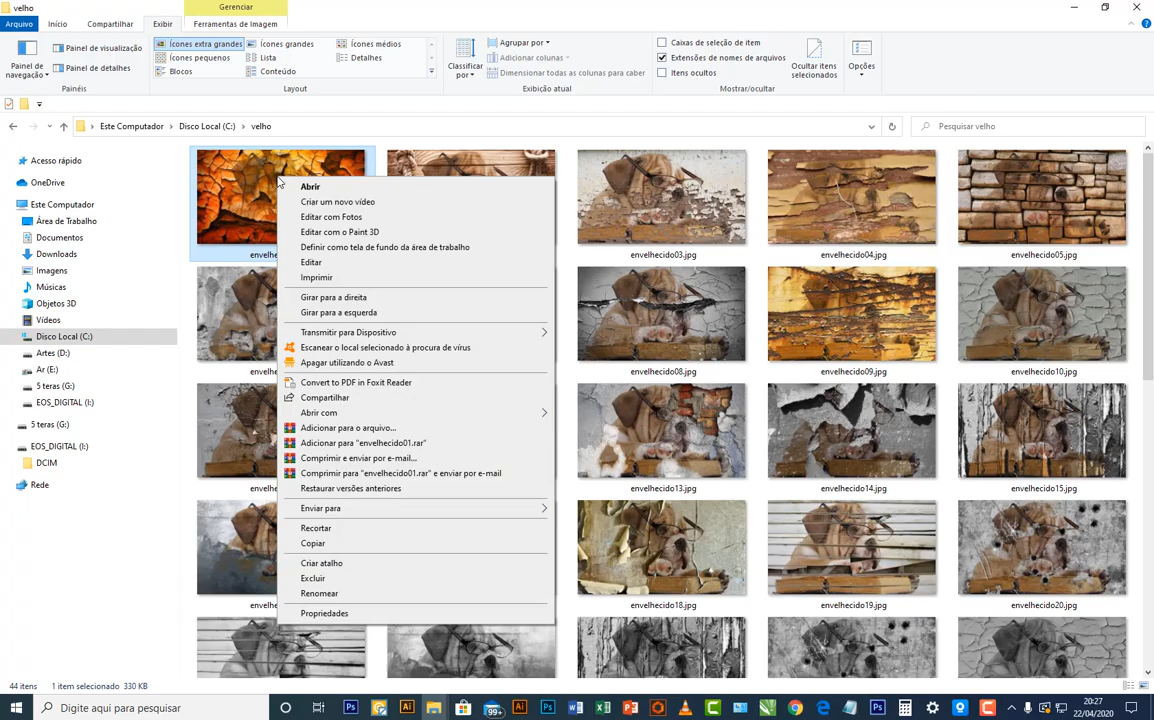 velho
Gerenciar
Arquivo Início Compartilhar Exibir Ferramentas de Imagem
Painel de navegação
Painel de visualização
Painel de detalhes
Painéis
Ícones extra grandes Ícones grandes Ícones médios
Ícones pequenos Lista Detalhes
Blocos Conteúdo
Layout
Classificar por
Agrupar por
Adicionar colunas
Dimensionar todas as colunas para caber
Exibição atual
Caixas de seleção de item
Extensões de nomes de arquivos
Itens ocultos
Ocultar itens selecionados
Mostrar/ocultar
Opções
Este Computador Disco Local (C:) velho
Pesquisar velho
Acesso rápido
OneDrive
Este Computador
Área de Trabalho
Documentos
Downloads
Imagens
Músicas
Objetos 3D
Vídeos
Disco Local (C:)
Artes (D:)
Ar (E:)
5 teras (G:)
EOS_DIGITAL (I:)
5 teras (G:)
EOS_DIGITAL (I:)
DCIM
Rede
Abrir
Criar um novo vídeo
Editar com Fotos
Editar com o Paint 3D
Definir como tela de fundo da área de trabalho
Editar
Imprimir
Girar para a direita
Girar para a esquerda
Transmitir para Dispositivo
Escanear o local selecionado à procura de vírus
Apagar utilizando o Avast
Convert to PDF in Foxit Reader
Compartilhar
Abrir com
Adicionar para o arquivo...
Adicionar para "envelhecido01.rar"
Comprimir e enviar por e-mail...
Comprimir para "envelhecido01.rar" e enviar por e-mail
Restaurar versões anteriores
Enviar para
Recortar
Copiar
Criar atalho
Excluir
Renomear
Propriedades
envelhe envelhecido03.jpg envelhecido04.jpg envelhecido05.jpg
enve envelhecido08.jpg envelhecido09.jpg envelhecido10.jpg
enve envelhecido13.jpg envelhecido14.jpg envelhecido15.jpg
enve envelhecido18.jpg envelhecido19.jpg envelhecido20.jpg
44 itens 1 item selecionado 330 KB
Digite aqui para pesquisar
Ps Ai 99+ Ai Ps
20:27
22/04/2020